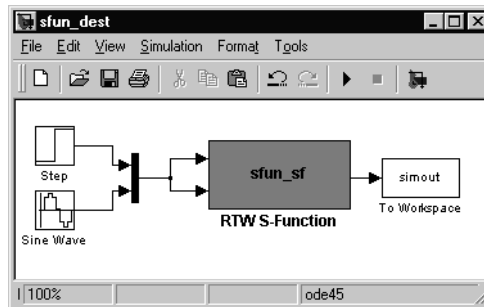 sfun_dest
File Edit View Simulation Format Tools
Step
Sine Wave
sfun_sf
RTW S-Function
simout
To Workspace
100%
ode45